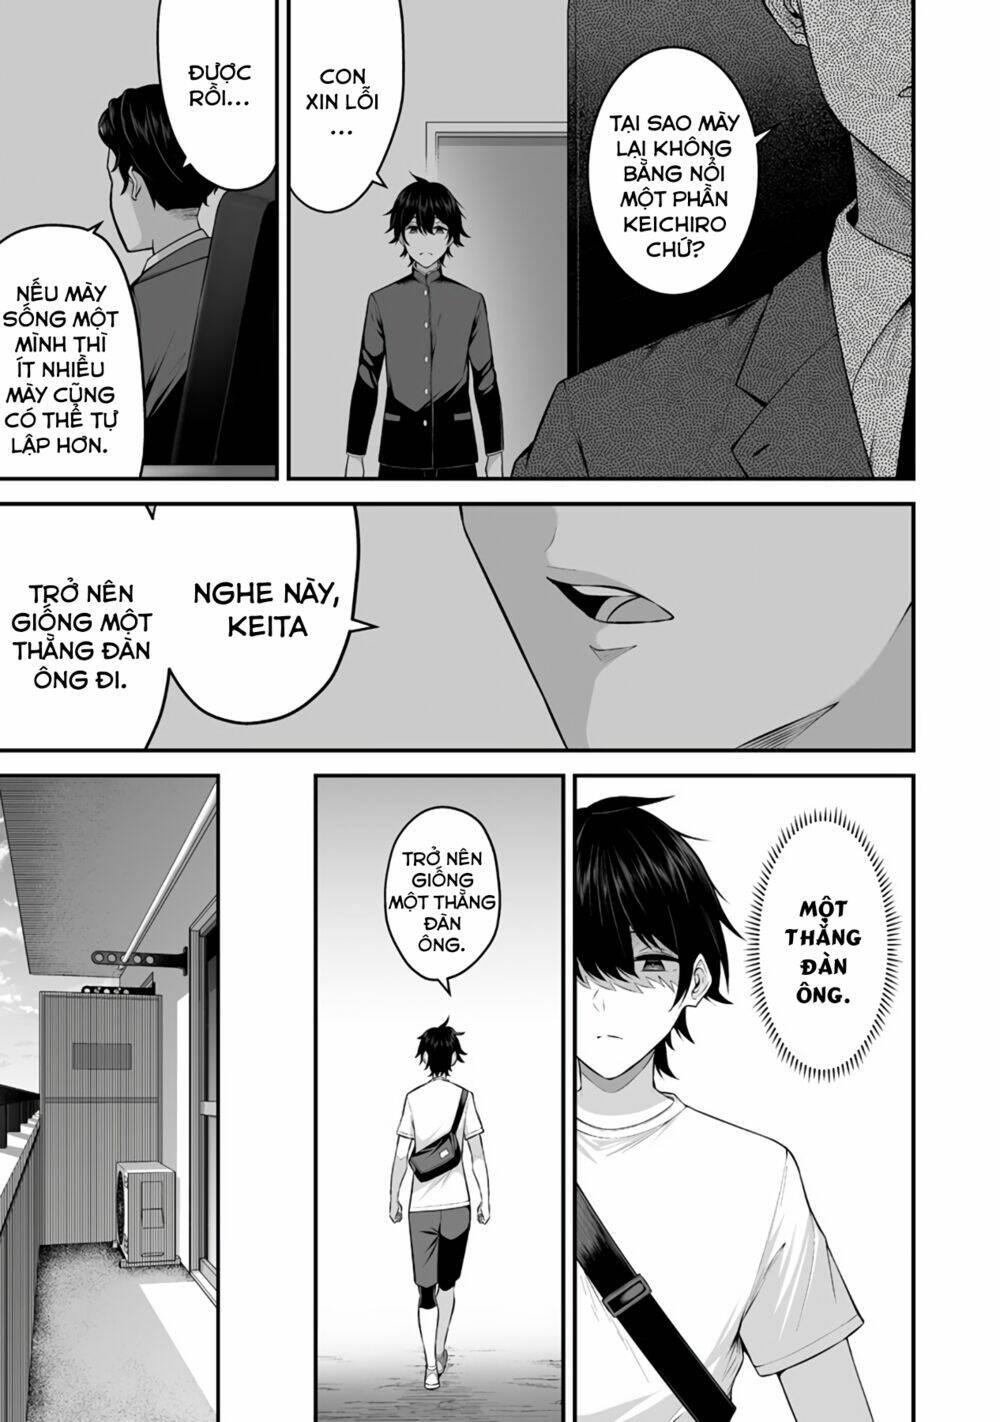 TẠI SAO MÀY
LẠI KHÔNG
BẰNG NỔI
MỘT PHẦN
KEICHIRO
CHỨ?
CON
XIN LỖI
...
ĐƯỢC
RỒI...
NẾU MÀY
SỐNG MỘT
MÌNH THÌ
ÍT NHIỀU
MÀY CŨNG
CÓ THỂ TỰ
LẬP HƠN.
NGHE NÀY,
KEITA
TRỞ NÊN
GIỐNG MỘT
THẰNG ĐÀN
ÔNG ĐI.
MỘT
THẰNG
ĐÀN
ÔNG.
TRỞ NÊN
GIỐNG
MỘT THẰNG
ĐÀN
ÔNG.